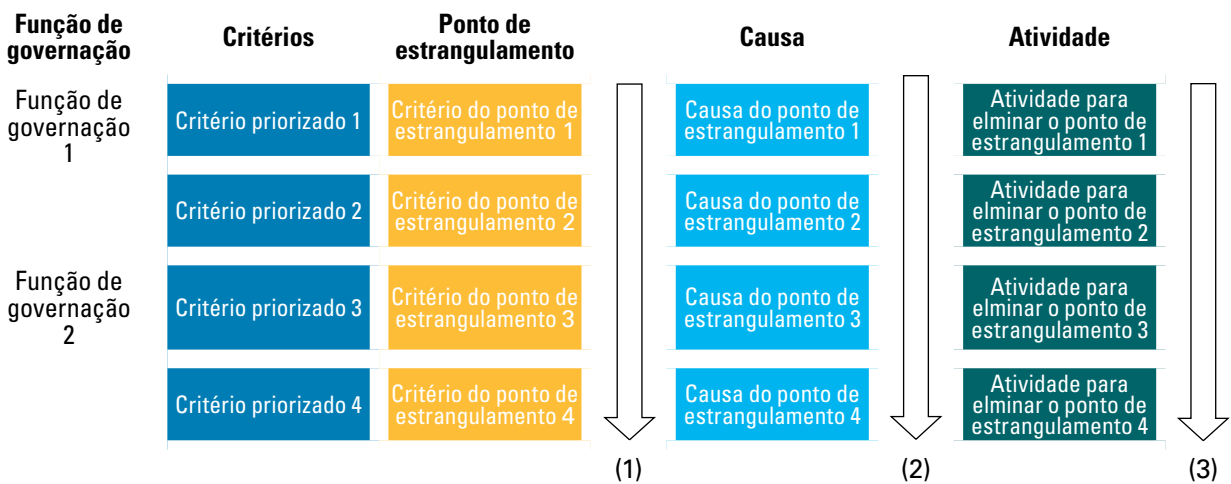 Função de
governação
Critérios
Ponto de
estrangulamento
Causa
Atividade
Função de
governação
1
Critério priorizado 1
Critério do ponto de
estrangulamento 1
Causa do ponto de
estrangulamento 1
Atividade para
elminar o ponto de
estrangulamento 1
Critério priorizado 2
Critério do ponto de
estrangulamento 2
Causa do ponto de
estrangulamento 2
Atividade para
elminar o ponto de
estrangulamento 2
Função de
governação
2
Critério priorizado 3
Critério do ponto de
estrangulamento 3
Causa do ponto de
estrangulamento 3
Atividade para
elminar o ponto de
estrangulamento 3
Critério priorizado 4
Critério do ponto de
estrangulamento 4
Causa do ponto de
estrangulamento 4
Atividade para
elminar o ponto de
estrangulamento 4
(1)
(2)
(3)